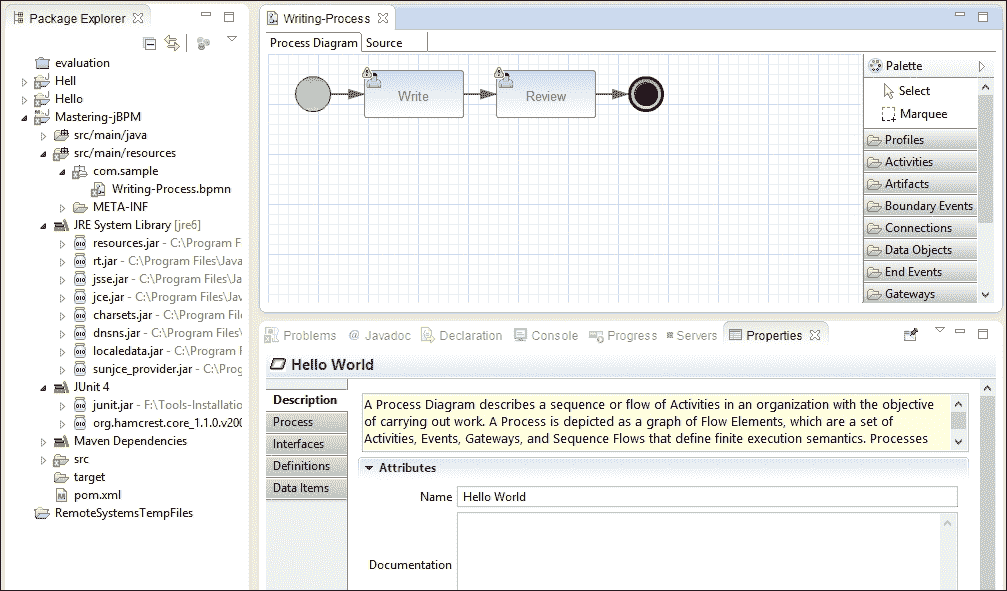 Package Explorer
evaluation
Hell
Hello
Mastering-jBPM
src/main/java
src/main/resources
com.sample
Writing-Process.bpmn
META-INF
JRE System Library [jre6]
resources.jar - C:\Program F
rt.jar - C:\Program Files\Java
jsse.jar - C:\Program Files\Ja
jce.jar - C:\Program Files\Jav
charsets.jar - C:\Program File
dnsns.jar - C:\Program Files\
localedata.jar - C:\Program F
sunjce_provider.jar - C:\Prog
JUnit 4
junit.jar - F:\Tools-Installatio
org.hamcrest.core_1.1.0.v200
Maven Dependencies
src
target
pom.xml
RemoteSystemsTempFiles
Writing-Process
Process Diagram Source
Write Review
Palette
Select
Marquee
Profiles
Activities
Artifacts
Boundary Events
Connections
Data Objects
End Events
Gateways
Problems @ Javadoc Declaration Console Progress Servers Properties
Hello World
Description
Process
Interfaces
Definitions
Data Items
A Process Diagram describes a sequence or flow of Activities in an organization with the objective
of carrying out work. A Process is depicted as a graph of Flow Elements, which are a set of
Activities, Events, Gateways, and Sequence Flows that define finite execution semantics. Processes
Attributes
Name Hello World
Documentation